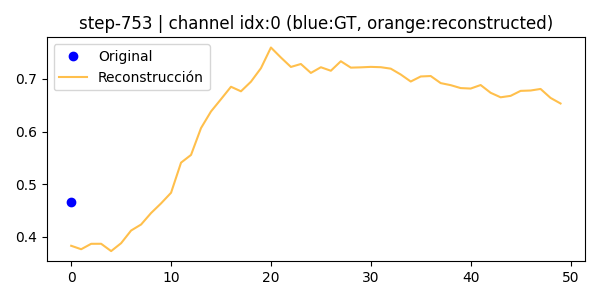 step-753 | channel idx:0 (blue:GT, orange:reconstructed)
Original
Reconstrucción
0.7
0.6
0.5
0.4
0 10 20 30 40 50